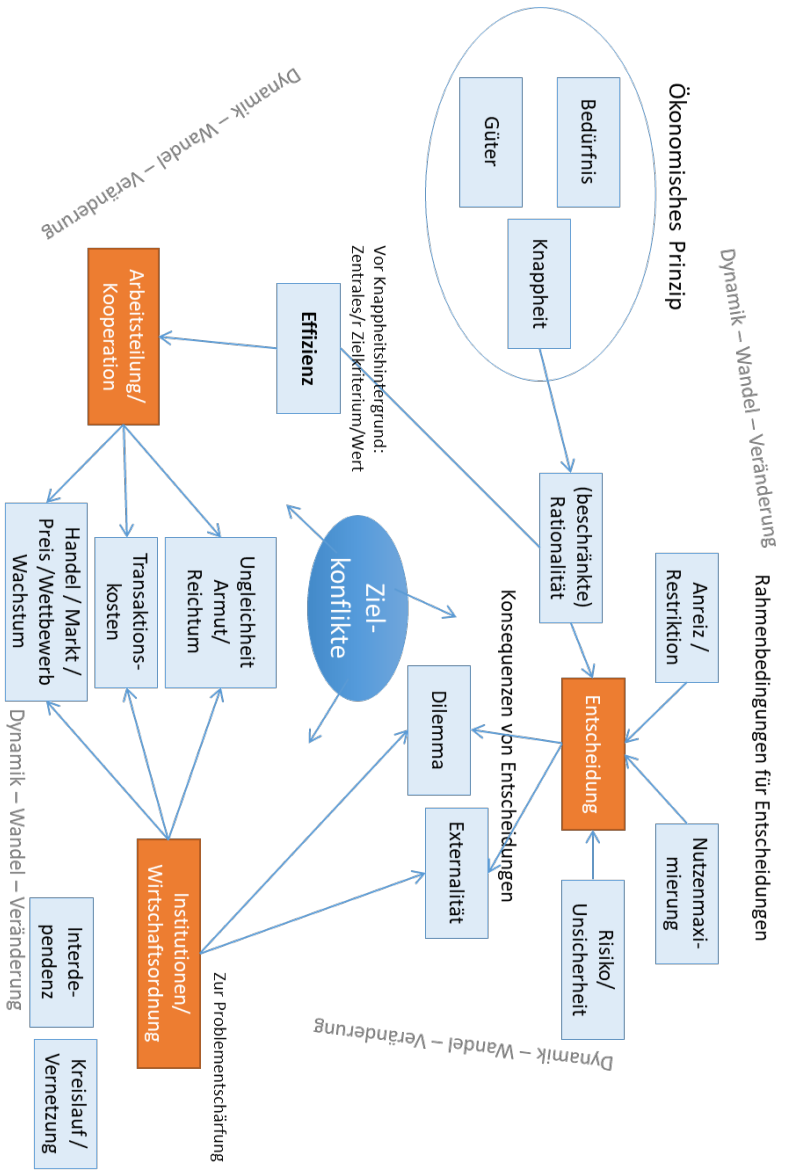 Ökonomisches Prinzip
Bedürfnis
Güter
Knappheit
Dynamik – Wandel – Veränderung
Rahmenbedingungen für Entscheidungen
Anreiz /
Restriktion
Nutzenmaxi-
mierung
(beschränkte)
Rationalität
Entscheidung
Risiko/
Unsicherheit
Konsequenzen von Entscheidungen
Dilemma
Externalität
Dynamik – Wandel – Veränderung
Vor Knappheitshintergrund:
Zentrales/r Zielkriterium/Wert
Effizienz
Ziel-
konflikte
Dynamik – Wandel – Veränderung
Arbeitsteilung/
Kooperation
Ungleichheit
Armut/
Reichtum
Transaktions-
kosten
Handel / Markt /
Preis /Wettbewerb
Wachstum
Zur Problementschärfung
Institutionen/
Wirtschaftsordnung
Interde-
pendenz
Kreislauf /
Vernetzung
Dynamik – Wandel – Veränderung